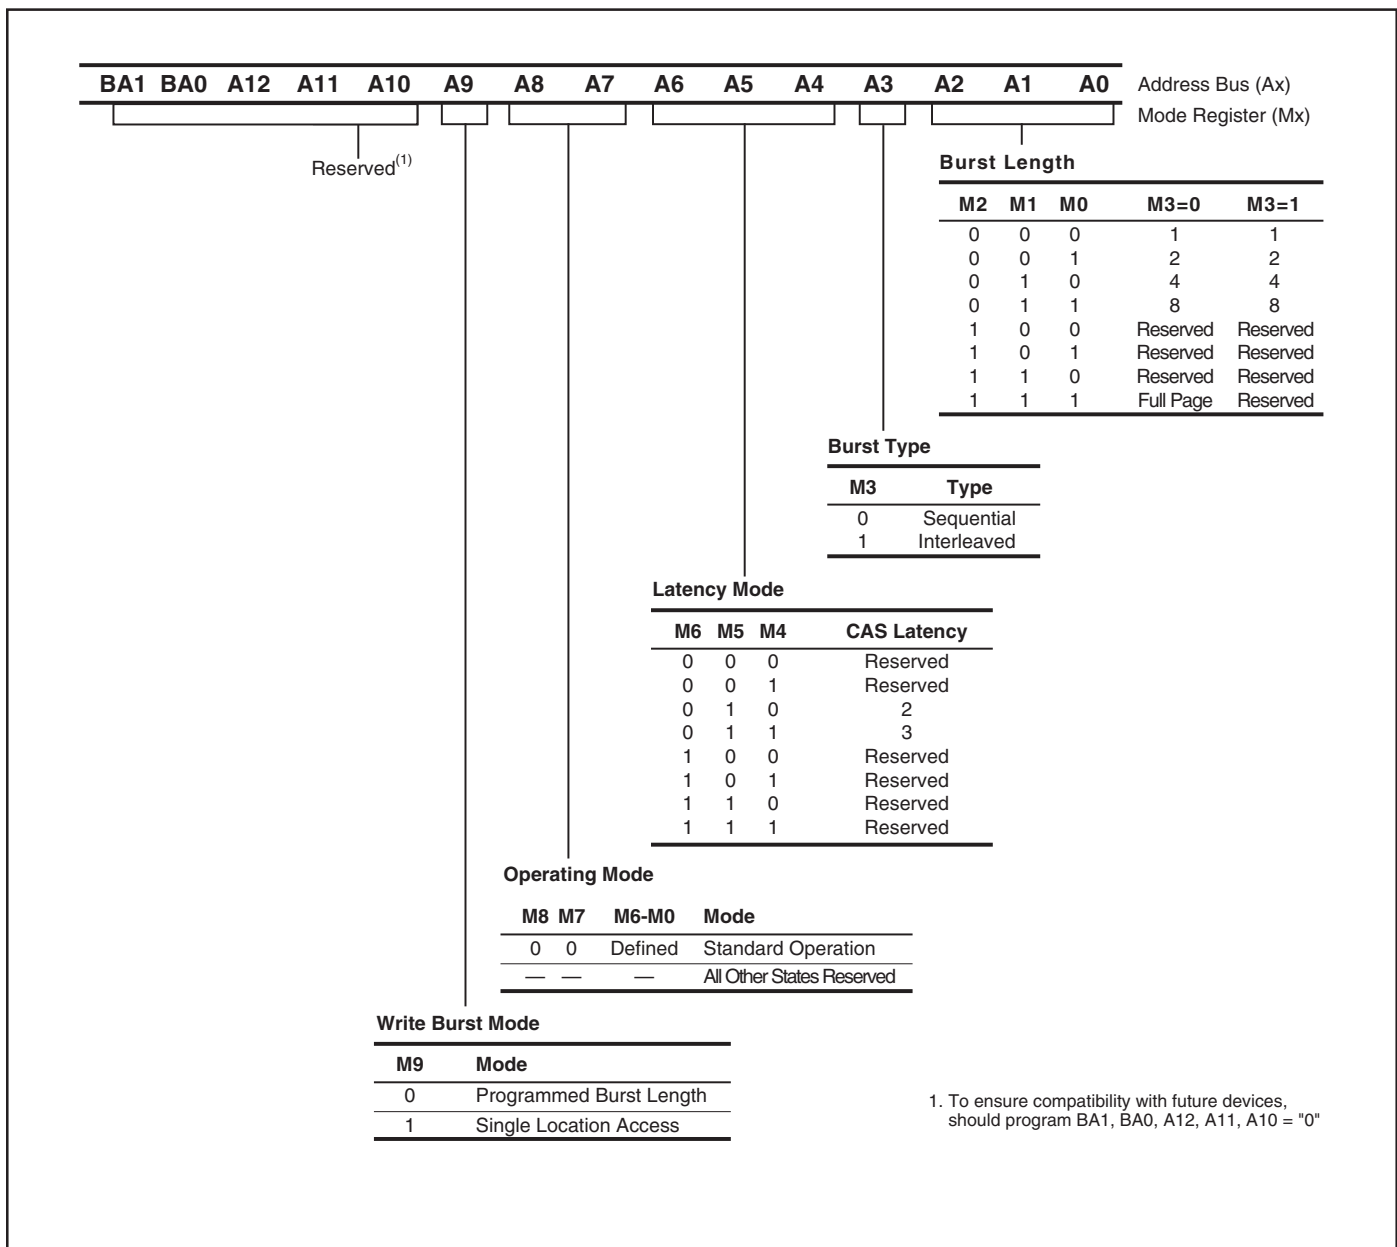 BA1 BA0 A12 A11 A10 A9 A8 A7 A6 A5 A4 A3 A2 A1 A0 Address Bus (Ax)
Mode Register (Mx)
Reserved(1)
Burst Length
M2 M1 M0 M3=0 M3=1
0 0 0 1 1
0 0 1 2 2
0 1 0 4 4
0 1 1 8 8
1 0 0 Reserved Reserved
1 0 1 Reserved Reserved
1 1 0 Reserved Reserved
1 1 1 Full Page Reserved
Burst Type
M3 Type
0 Sequential
1 Interleaved
Latency Mode
M6 M5 M4 CAS Latency
0 0 0 Reserved
0 0 1 Reserved
0 1 0 2
0 1 1 3
1 0 0 Reserved
1 0 1 Reserved
1 1 0 Reserved
1 1 1 Reserved
Operating Mode
M8 M7 M6-M0 Mode
0 0 Defined Standard Operation
— — — All Other States Reserved
Write Burst Mode
M9 Mode
0 Programmed Burst Length
1 Single Location Access
1. To ensure compatibility with future devices,
should program BA1, BA0, A12, A11, A10 = "0"